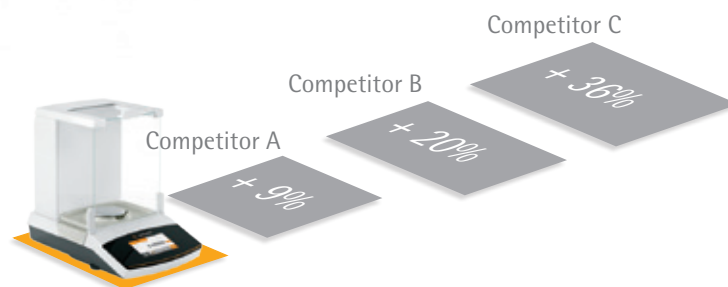 Competitor C
+ 36%
Competitor B
+ 20%
Competitor A
+ 9%